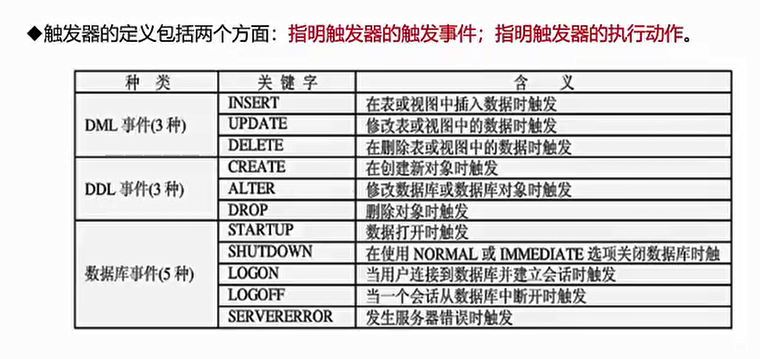 ◆触发器的定义包括两个方面：指明触发器的触发事件；指明触发器的执行动作。
种 类 关 键 字 含 义
DML 事件(3 种) INSERT 在表或视图中插入数据时触发
UPDATE 修改表或视图中的数据时触发
DELETE 在删除表或视图中的数据时触发
DDL 事件(3 种) CREATE 在创建新对象时触发
ALTER 修改数据库或数据库对象时触发
DROP 删除对象时触发
数据库事件(5 种) STARTUP 数据打开时触发
SHUTDOWN 在使用 NORMAL 或 IMMEDIATE 选项关闭数据库时触
LOGON 当用户连接到数据库并建立会话时触发
LOGOFF 当一个会话从数据库中断开时触发
SERVERERROR 发生服务器错误时触发